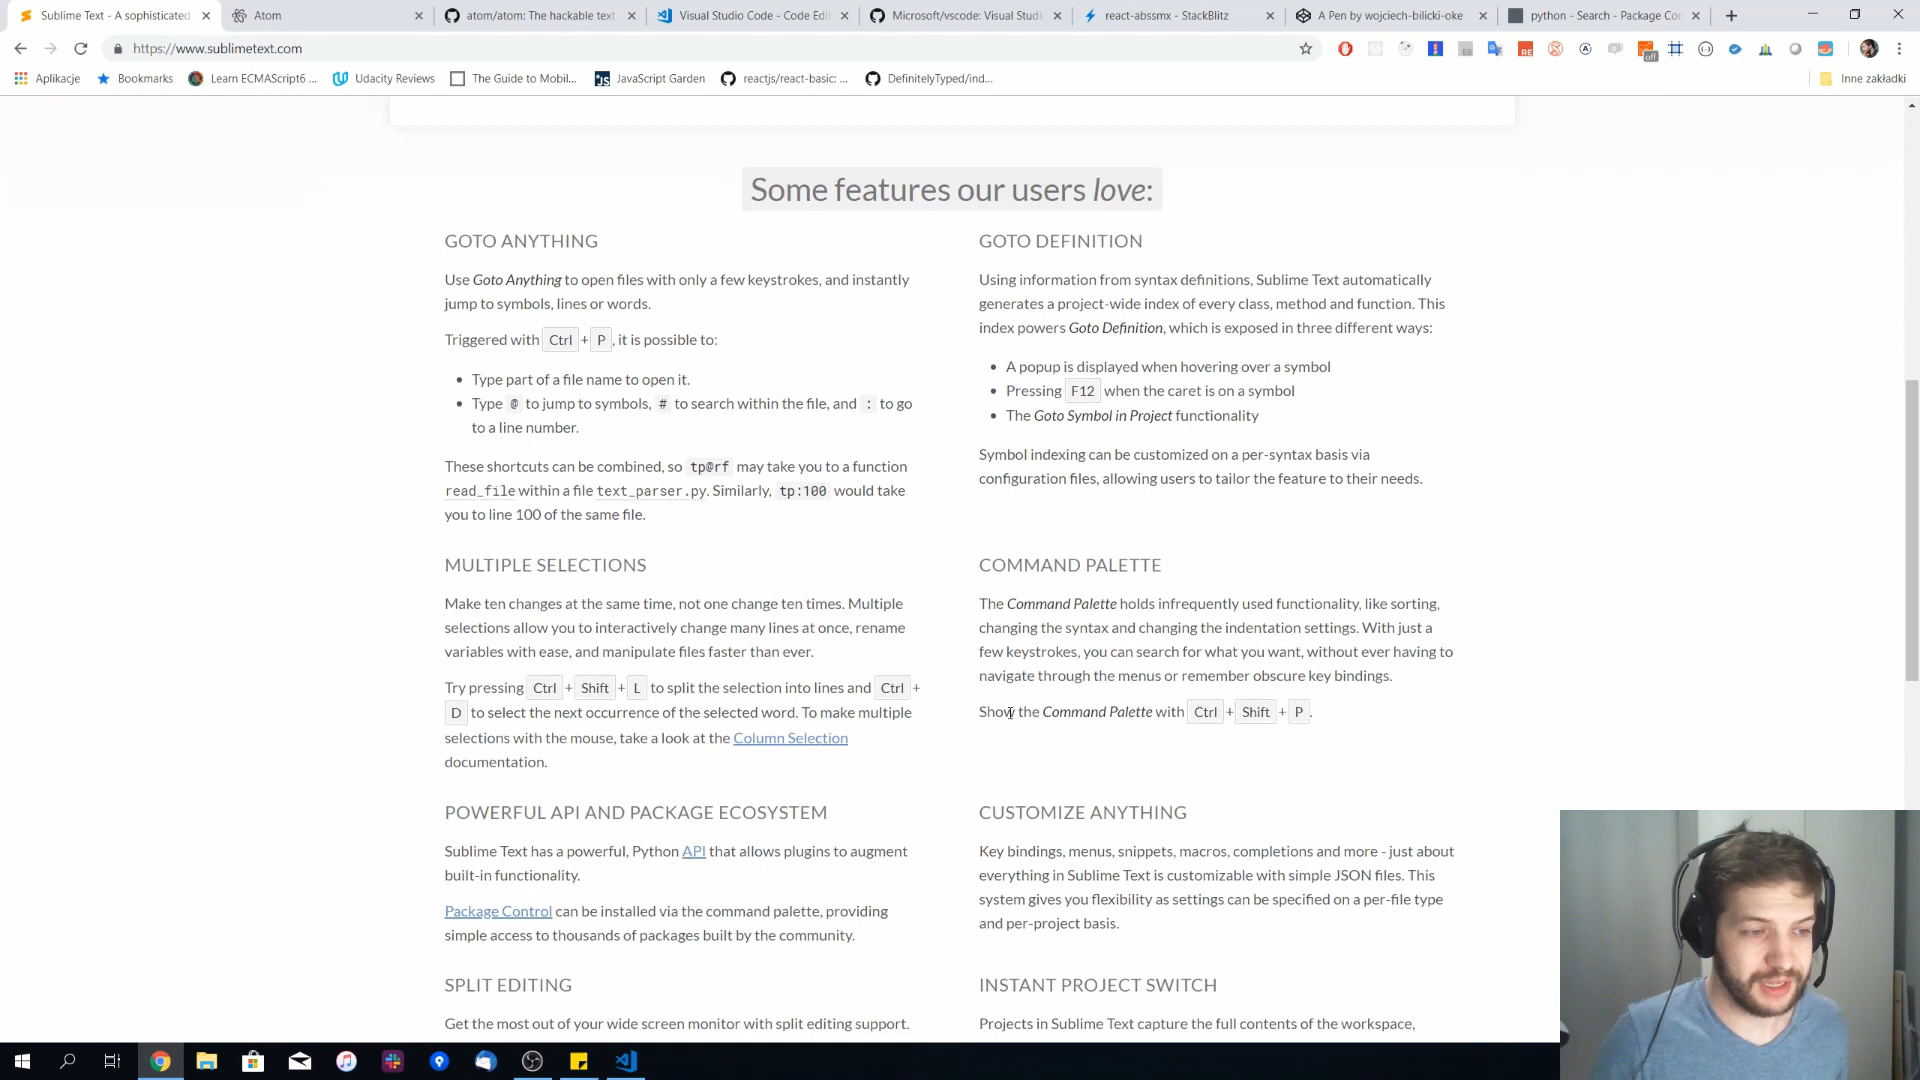 Sublime Text - A sophisticated
Atom
atom/atom: The hackable text
Visual Studio Code - Code Edit
Microsoft/vscode: Visual Studi
react-abssmx - StackBlitz
A Pen by wojciech-bilicki-oke
python - Search - Package Con
https://www.sublimetext.com
Aplikacje
Bookmarks
Learn ECMAScript6 ...
Udacity Reviews
The Guide to Mobil...
JavaScript Garden
reactjs/react-basic: ...
DefinitelyTyped/ind...
Inne zakładki
Some features our users love:
GOTO ANYTHING
Use Goto Anything to open files with only a few keystrokes, and instantly
jump to symbols, lines or words.
Triggered with Ctrl + P, it is possible to:
• Type part of a file name to open it.
• Type @ to jump to symbols, # to search within the file, and : to go
to a line number.
These shortcuts can be combined, so tp@rf may take you to a function
read_file within a file text_parser.py. Similarly, tp:100 would take
you to line 100 of the same file.
GOTO DEFINITION
Using information from syntax definitions, Sublime Text automatically
generates a project-wide index of every class, method and function. This
index powers Goto Definition, which is exposed in three different ways:
• A popup is displayed when hovering over a symbol
• Pressing F12 when the caret is on a symbol
• The Goto Symbol in Project functionality
Symbol indexing can be customized on a per-syntax basis via
configuration files, allowing users to tailor the feature to their needs.
MULTIPLE SELECTIONS
Make ten changes at the same time, not one change ten times. Multiple
selections allow you to interactively change many lines at once, rename
variables with ease, and manipulate files faster than ever.
Try pressing Ctrl + Shift + L to split the selection into lines and Ctrl +
D to select the next occurrence of the selected word. To make multiple
selections with the mouse, take a look at the Column Selection
documentation.
COMMAND PALETTE
The Command Palette holds infrequently used functionality, like sorting,
changing the syntax and changing the indentation settings. With just a
few keystrokes, you can search for what you want, without ever having to
navigate through the menus or remember obscure key bindings.
Show the Command Palette with Ctrl + Shift + P.
POWERFUL API AND PACKAGE ECOSYSTEM
Sublime Text has a powerful, Python API that allows plugins to augment
built-in functionality.
Package Control can be installed via the command palette, providing
simple access to thousands of packages built by the community.
CUSTOMIZE ANYTHING
Key bindings, menus, snippets, macros, completions and more - just about
everything in Sublime Text is customizable with simple JSON files. This
system gives you flexibility as settings can be specified on a per-file type
and per-project basis.
SPLIT EDITING
Get the most out of your wide screen monitor with split editing support.
INSTANT PROJECT SWITCH
Projects in Sublime Text capture the full contents of the workspace,